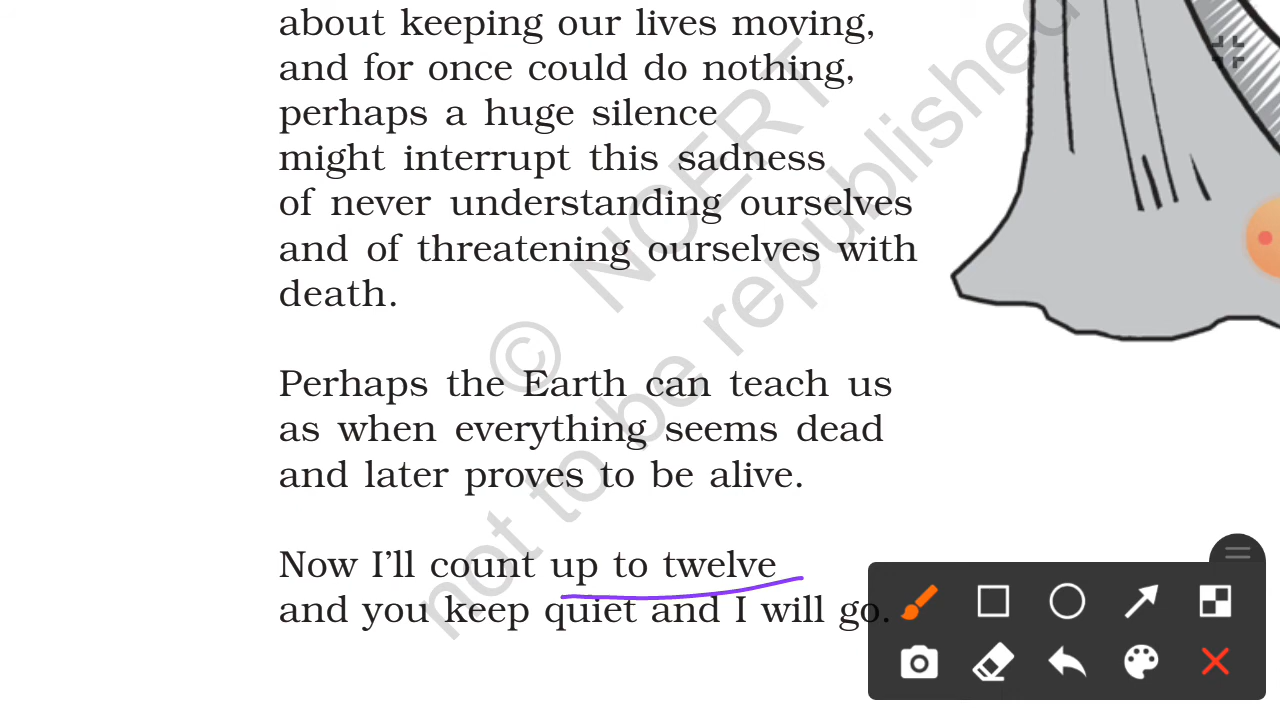 about keeping our lives moving,
and for once could do nothing,
perhaps a huge silence
might interrupt this sadness
of never understanding ourselves
and of threatening ourselves with
death.
Perhaps the Earth can teach us
as when everything seems dead
and later proves to be alive.
Now I’ll count up to twelve
and you keep quiet and I will go.
© NCERT
not to be republished